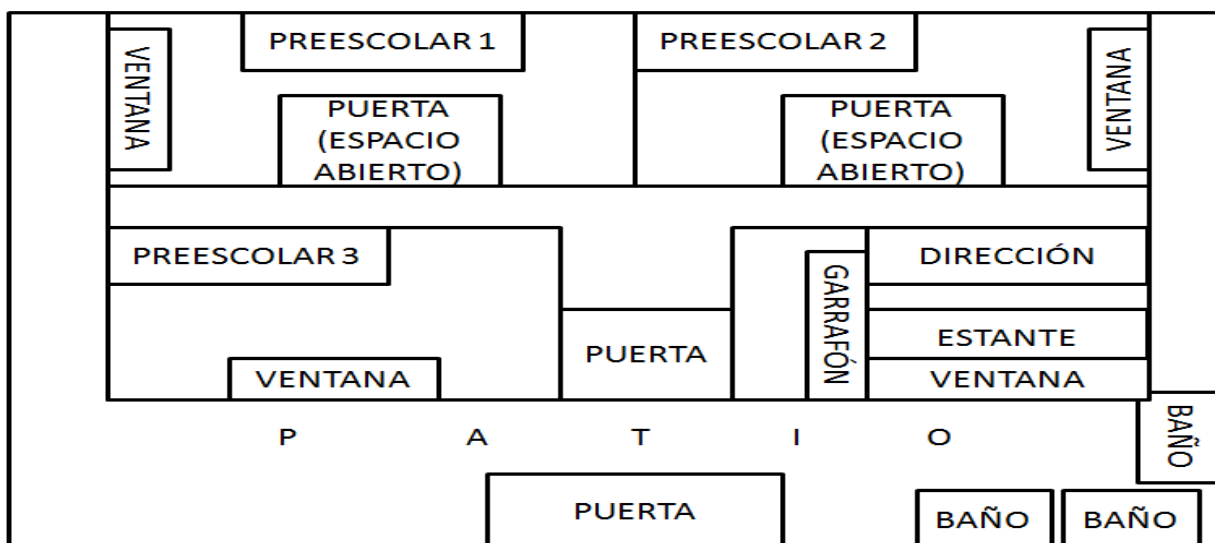 PREESCOLAR 1
PREESCOLAR 2
VENTANA
VENTANA
PUERTA
(ESPACIO
ABIERTO)
PUERTA
(ESPACIO
ABIERTO)
PREESCOLAR 3
DIRECCIÓN
GARRAFÓN
ESTANTE
PUERTA
VENTANA
VENTANA
P A T I O
BAÑO
PUERTA
BAÑO
BAÑO